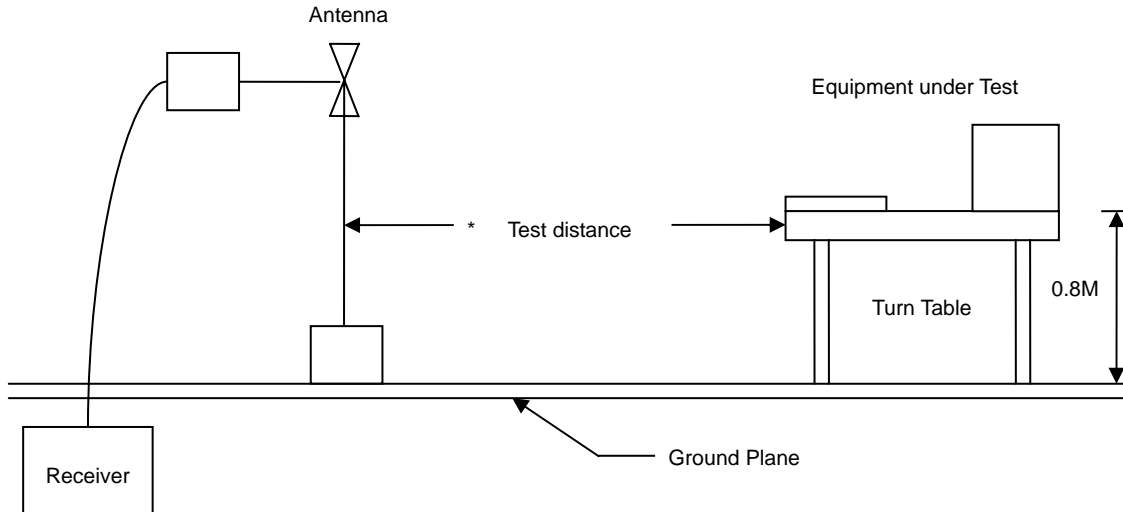 Antenna
Equipment under Test
* Test distance
0.8M
Turn Table
Ground Plane
Receiver